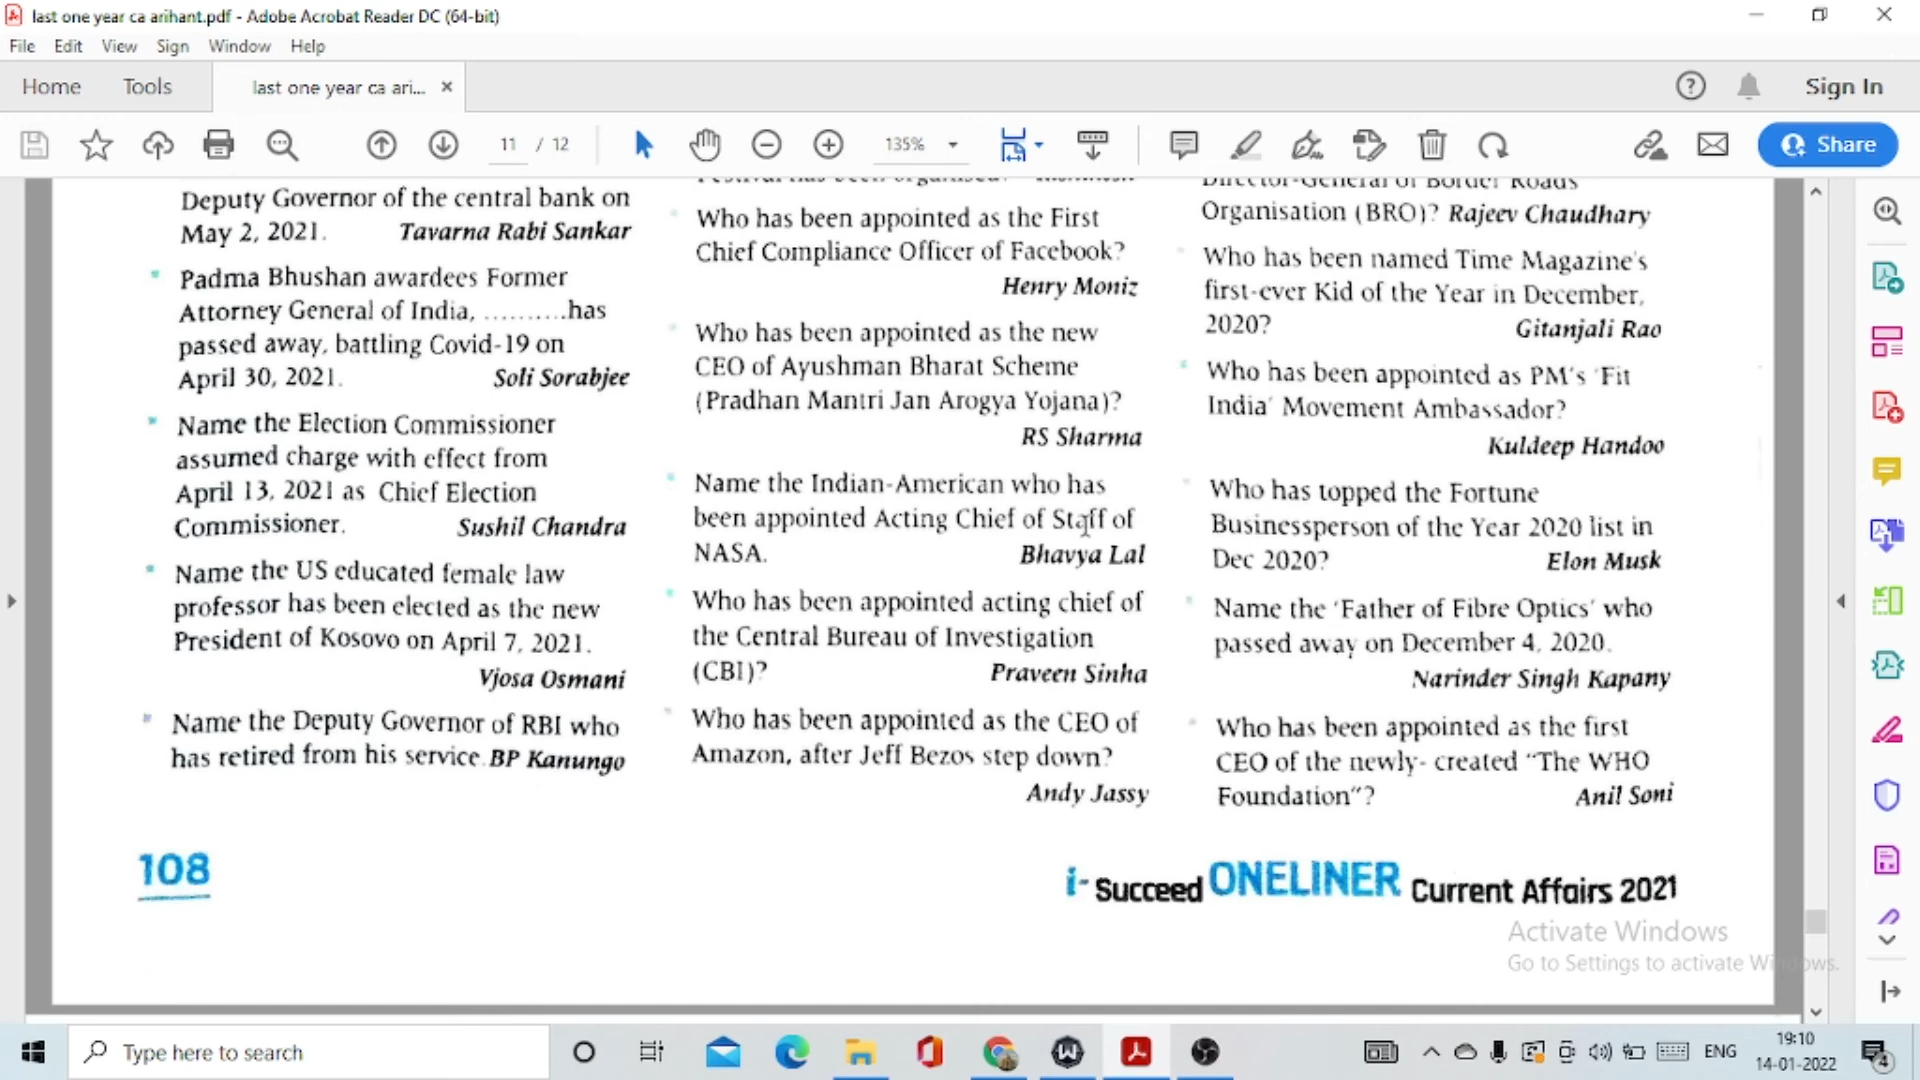 last one year ca arihant.pdf - Adobe Acrobat Reader DC (64-bit)
File Edit View Sign Window Help
Home Tools last one year ca ari... × Sign In
11 / 12 135% Share
Deputy Governor of the central bank on
May 2, 2021. Tavarna Rabi Sankar
Padma Bhushan awardees Former
Attorney General of India, ..........has
passed away, battling Covid-19 on
April 30, 2021. Soli Sorabjee
Name the Election Commissioner
assumed charge with effect from
April 13, 2021 as Chief Election
Commissioner. Sushil Chandra
Name the US educated female law
professor has been elected as the new
President of Kosovo on April 7, 2021.
Vjosa Osmani
Name the Deputy Governor of RBI who
has retired from his service. BP Kanungo
Who has been appointed as the First
Chief Compliance Officer of Facebook?
Henry Moniz
Who has been appointed as the new
CEO of Ayushman Bharat Scheme
(Pradhan Mantri Jan Arogya Yojana)?
RS Sharma
Name the Indian-American who has
been appointed Acting Chief of Staff of
NASA. Bhavya Lal
Who has been appointed acting chief of
the Central Bureau of Investigation
(CBI)? Praveen Sinha
Who has been appointed as the CEO of
Amazon, after Jeff Bezos step down?
Andy Jassy
Director-General of Border Roads
Organisation (BRO)? Rajeev Chaudhary
Who has been named Time Magazine's
first-ever Kid of the Year in December,
2020? Gitanjali Rao
Who has been appointed as PM's 'Fit
India' Movement Ambassador?
Kuldeep Handoo
Who has topped the Fortune
Businessperson of the Year 2020 list in
Dec 2020? Elon Musk
Name the 'Father of Fibre Optics' who
passed away on December 4, 2020.
Narinder Singh Kapany
Who has been appointed as the first
CEO of the newly- created "The WHO
Foundation"? Anil Soni
108
i-Succeed ONELINER Current Affairs 2021
Activate Windows
Go to Settings to activate Windows.
Type here to search
ENG
19:10
14-01-2022
4